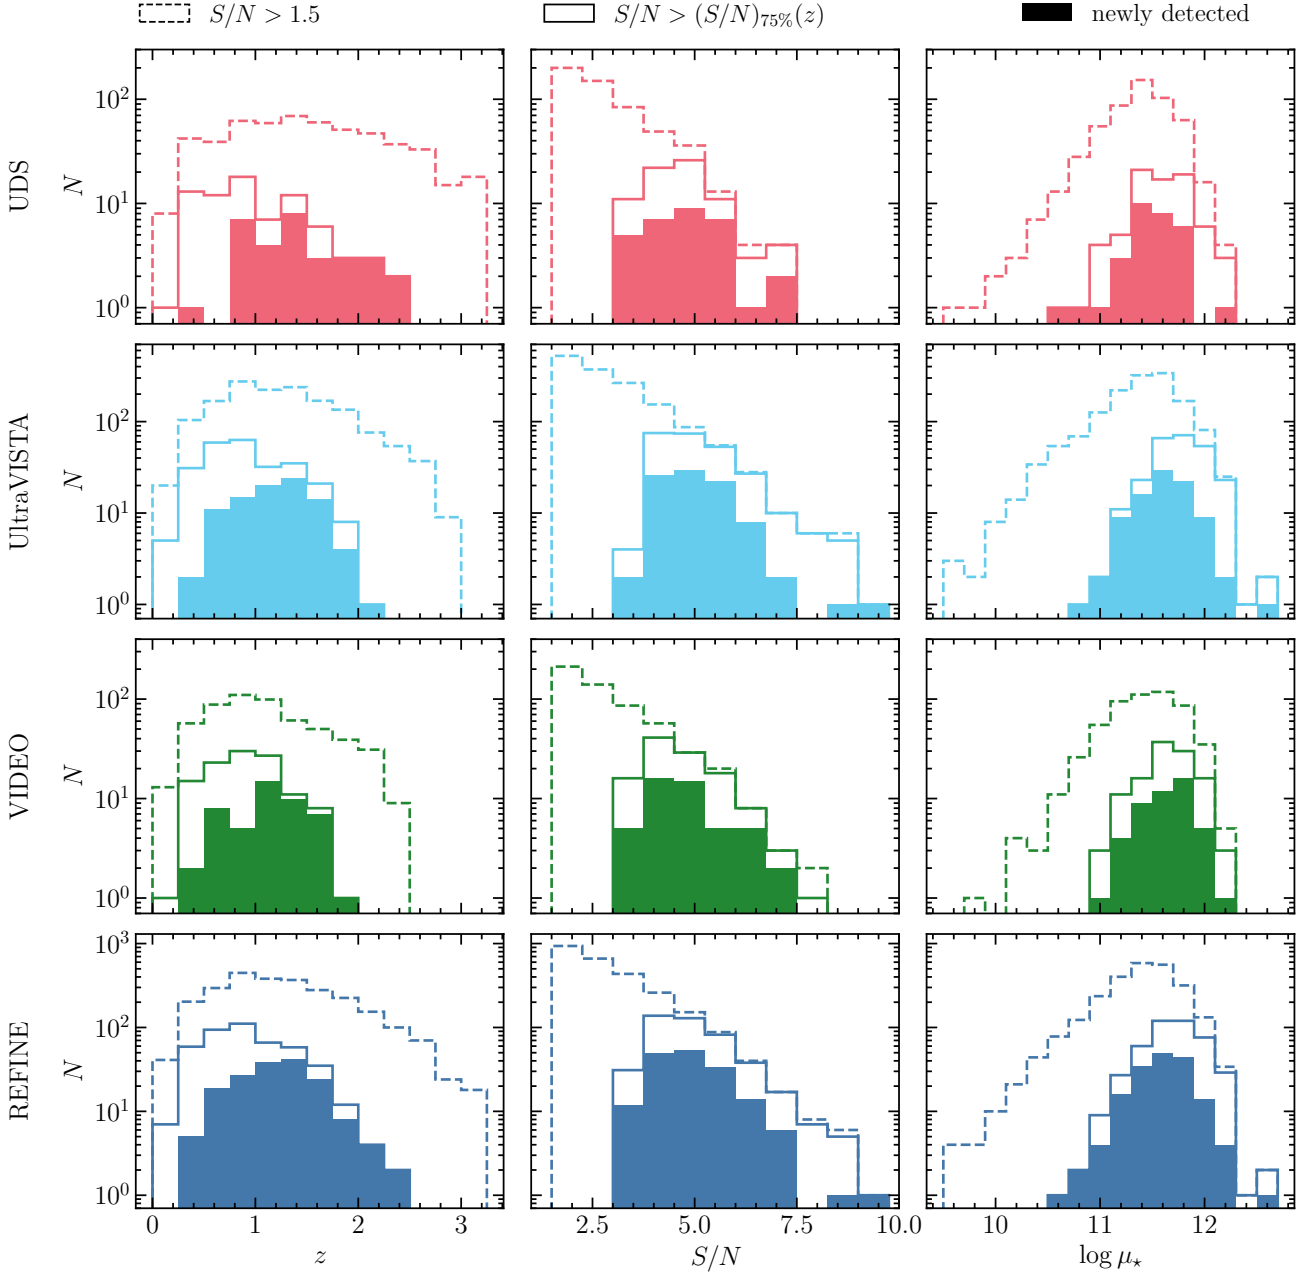 S/N > 1.5
S/N > (S/N)75%(z)
newly detected
UDS
N
10^2
10^1
10^0
UltraVISTA
N
10^2
10^1
10^0
VIDEO
N
10^2
10^1
10^0
REFINE
N
10^3
10^2
10^1
10^0
0 1 2 3
2.5 5.0 7.5 10.0
10 11 12
z
S/N
log μ⋆